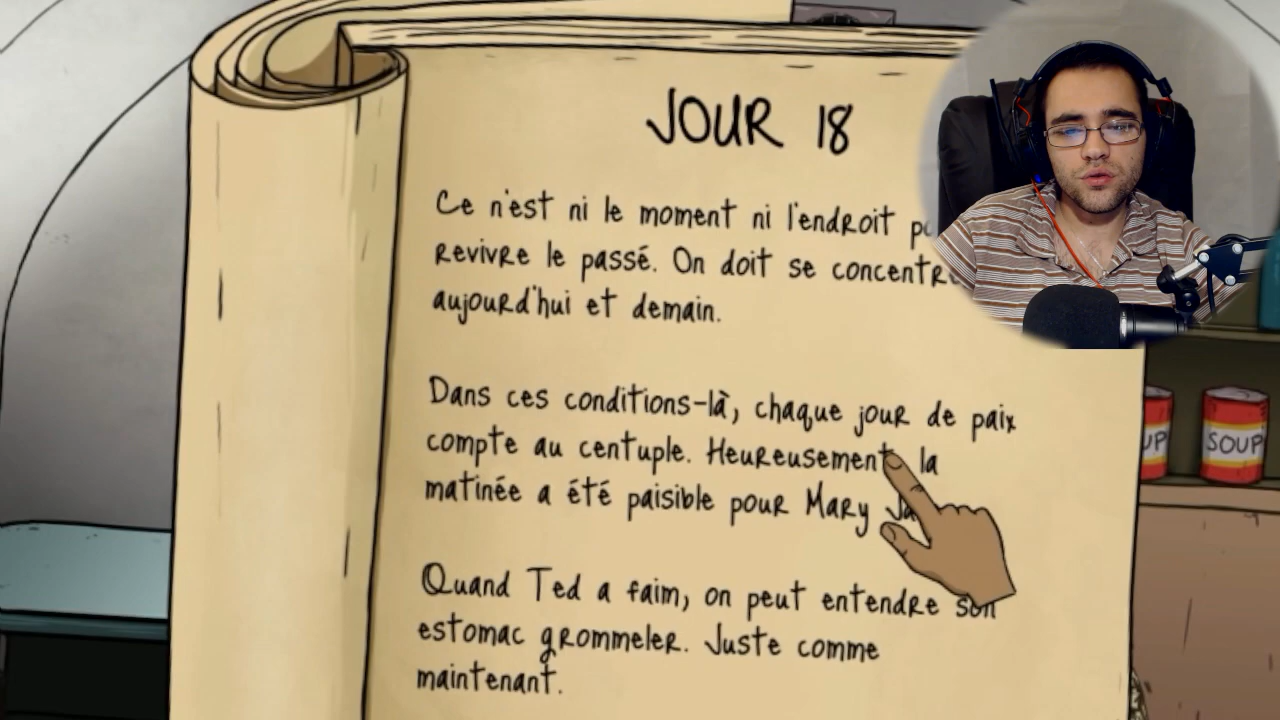 JOUR 18
Ce n'est ni le moment ni l'endroit
revivre le passé. On doit se
aujourd'hui et demain.
Dans ces conditions-là, chaque jour de paix
compte au centuple. Heureusement, la
matinée a été paisible pour Mary
Quand Ted a faim, on peut entendre son
estomac grommeler. Juste comme
maintenant.
SOUP